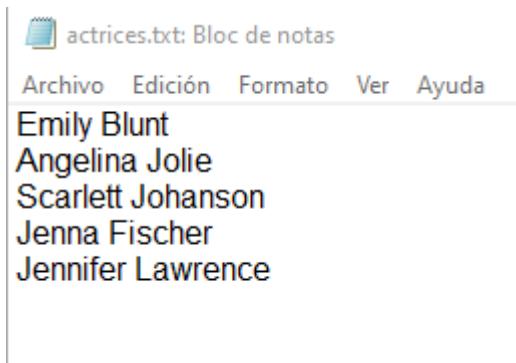 actrices.txt: Bloc de notas
Archivo Edición Formato Ver Ayuda
Emily Blunt
Angelina Jolie
Scarlett Johanson
Jenna Fischer
Jennifer Lawrence